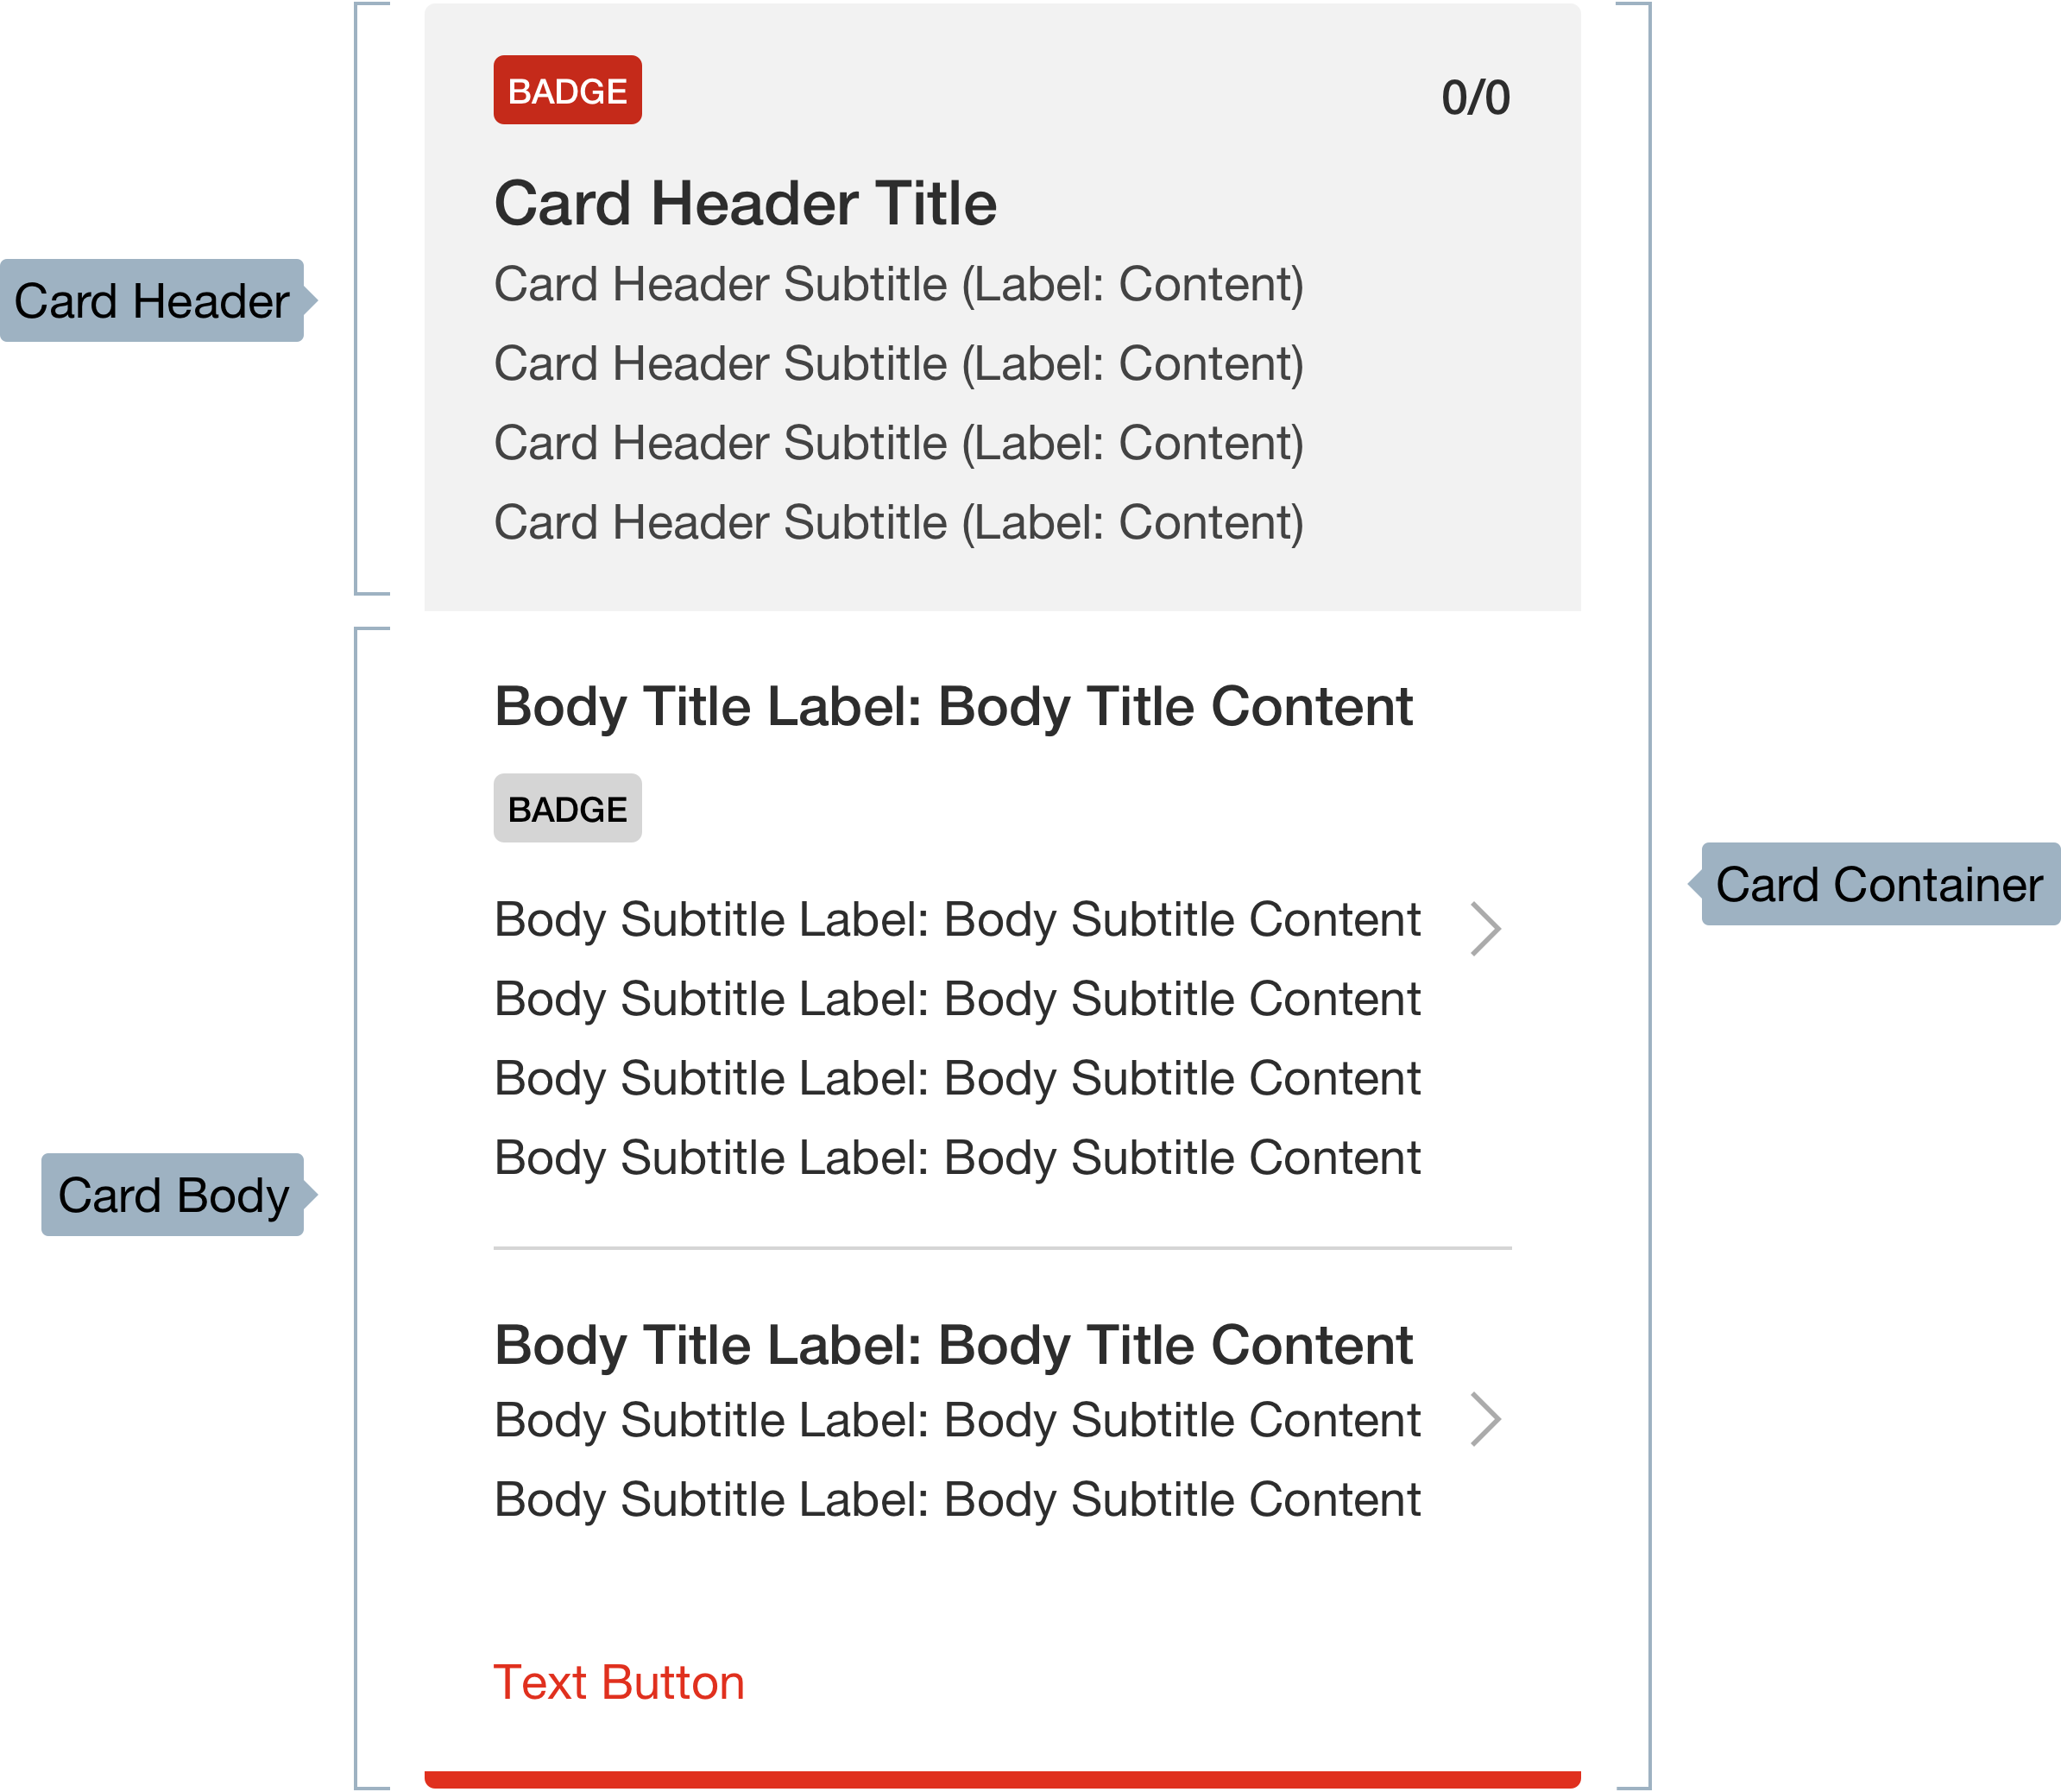 BADGE
0/0
Card Header Title
Card Header Subtitle (Label: Content)
Card Header Subtitle (Label: Content)
Card Header Subtitle (Label: Content)
Card Header Subtitle (Label: Content)
Card Header
Body Title Label: Body Title Content
BADGE
Body Subtitle Label: Body Subtitle Content
Body Subtitle Label: Body Subtitle Content
Body Subtitle Label: Body Subtitle Content
Body Subtitle Label: Body Subtitle Content
Card Container
Card Body
Body Title Label: Body Title Content
Body Subtitle Label: Body Subtitle Content
Body Subtitle Label: Body Subtitle Content
Text Button